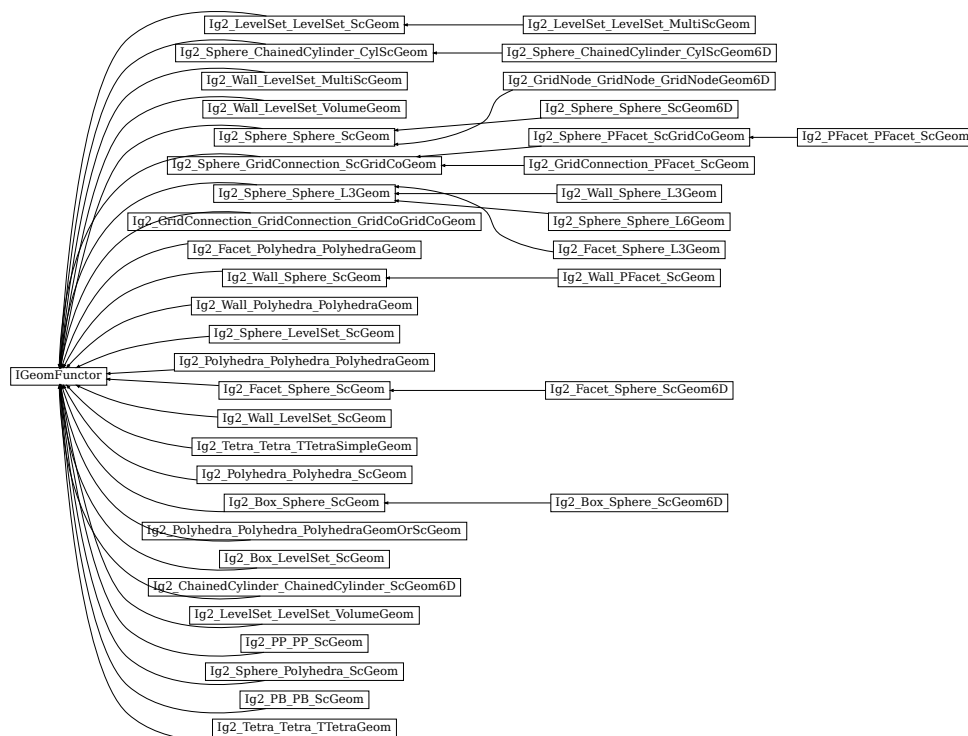 Ig2_LevelSet_LevelSet_ScGeom
Ig2_LevelSet_LevelSet_MultiScGeom
Ig2_Sphere_ChainedCylinder_CylScGeom
Ig2_Sphere_ChainedCylinder_CylScGeom6D
Ig2_Wall_LevelSet_MultiScGeom
Ig2_GridNode_GridNode_GridNodeGeom6D
Ig2_Wall_LevelSet_VolumeGeom
Ig2_Sphere_Sphere_ScGeom6D
Ig2_Sphere_Sphere_ScGeom
Ig2_Sphere_PFacet_ScGridCoGeom
Ig2_PFacet_PFacet_ScGeom
Ig2_Sphere_GridConnection_ScGridCoGeom
Ig2_GridConnection_PFacet_ScGeom
Ig2_Sphere_Sphere_L3Geom
Ig2_Wall_Sphere_L3Geom
Ig2_GridConnection_GridConnection_GridCoGridCoGeom
Ig2_Sphere_Sphere_L6Geom
Ig2_Facet_Polyhedra_PolyhedraGeom
Ig2_Facet_Sphere_L3Geom
Ig2_Wall_Sphere_ScGeom
Ig2_Wall_PFacet_ScGeom
Ig2_Wall_Polyhedra_PolyhedraGeom
Ig2_Sphere_LevelSet_ScGeom
Ig2_Polyhedra_Polyhedra_PolyhedraGeom
IGeomFunctor
Ig2_Facet_Sphere_ScGeom
Ig2_Facet_Sphere_ScGeom6D
Ig2_Wall_LevelSet_ScGeom
Ig2_Tetra_Tetra_TTetraSimpleGeom
Ig2_Polyhedra_Polyhedra_ScGeom
Ig2_Box_Sphere_ScGeom
Ig2_Box_Sphere_ScGeom6D
Ig2_Polyhedra_Polyhedra_PolyhedraGeomOrScGeom
Ig2_Box_LevelSet_ScGeom
Ig2_ChainedCylinder_ChainedCylinder_ScGeom6D
Ig2_LevelSet_LevelSet_VolumeGeom
Ig2_PP_PP_ScGeom
Ig2_Sphere_Polyhedra_ScGeom
Ig2_PB_PB_ScGeom
Ig2_Tetra_Tetra_TTetraGeom